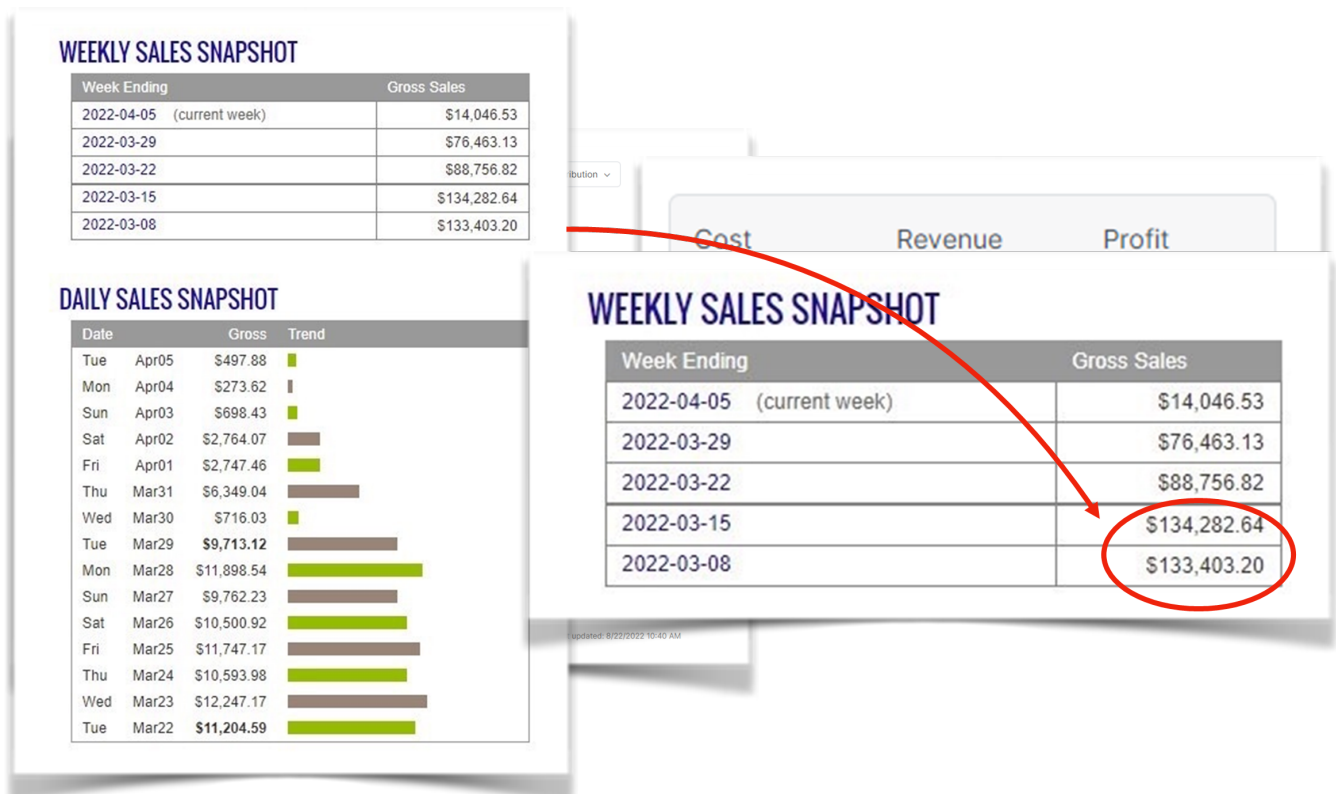 WEEKLY SALES SNAPSHOT
Week Ending Gross Sales
2022-04-05 (current week) $14,046.53
2022-03-29 $76,463.13
2022-03-22 $88,756.82
2022-03-15 $134,282.64
2022-03-08 $133,403.20
DAILY SALES SNAPSHOT
Date Gross Trend
Tue Apr05 $497.88
Mon Apr04 $273.62
Sun Apr03 $698.43
Sat Apr02 $2,764.07
Fri Apr01 $2,747.46
Thu Mar31 $6,349.04
Wed Mar30 $716.03
Tue Mar29 $9,713.12
Mon Mar28 $11,898.54
Sun Mar27 $9,762.23
Sat Mar26 $10,500.92
Fri Mar25 $11,747.17
Thu Mar24 $10,593.98
Wed Mar23 $12,247.17
Tue Mar22 $11,204.59
ribution
Cost Revenue Profit
WEEKLY SALES SNAPSHOT
Week Ending Gross Sales
2022-04-05 (current week) $14,046.53
2022-03-29 $76,463.13
2022-03-22 $88,756.82
2022-03-15 $134,282.64
2022-03-08 $133,403.20
updated: 8/22/2022 10:40 AM